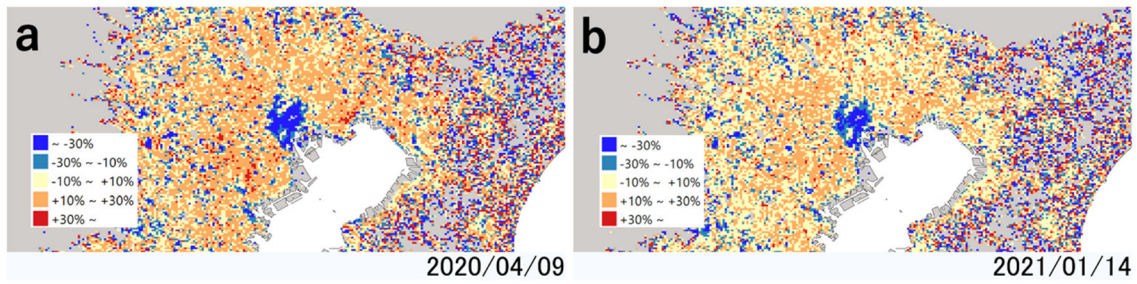 a
~ -30%
-30% ~ -10%
-10% ~ +10%
+10% ~ +30%
+30% ~
2020/04/09
b
~ -30%
-30% ~ -10%
-10% ~ +10%
+10% ~ +30%
+30% ~
2021/01/14